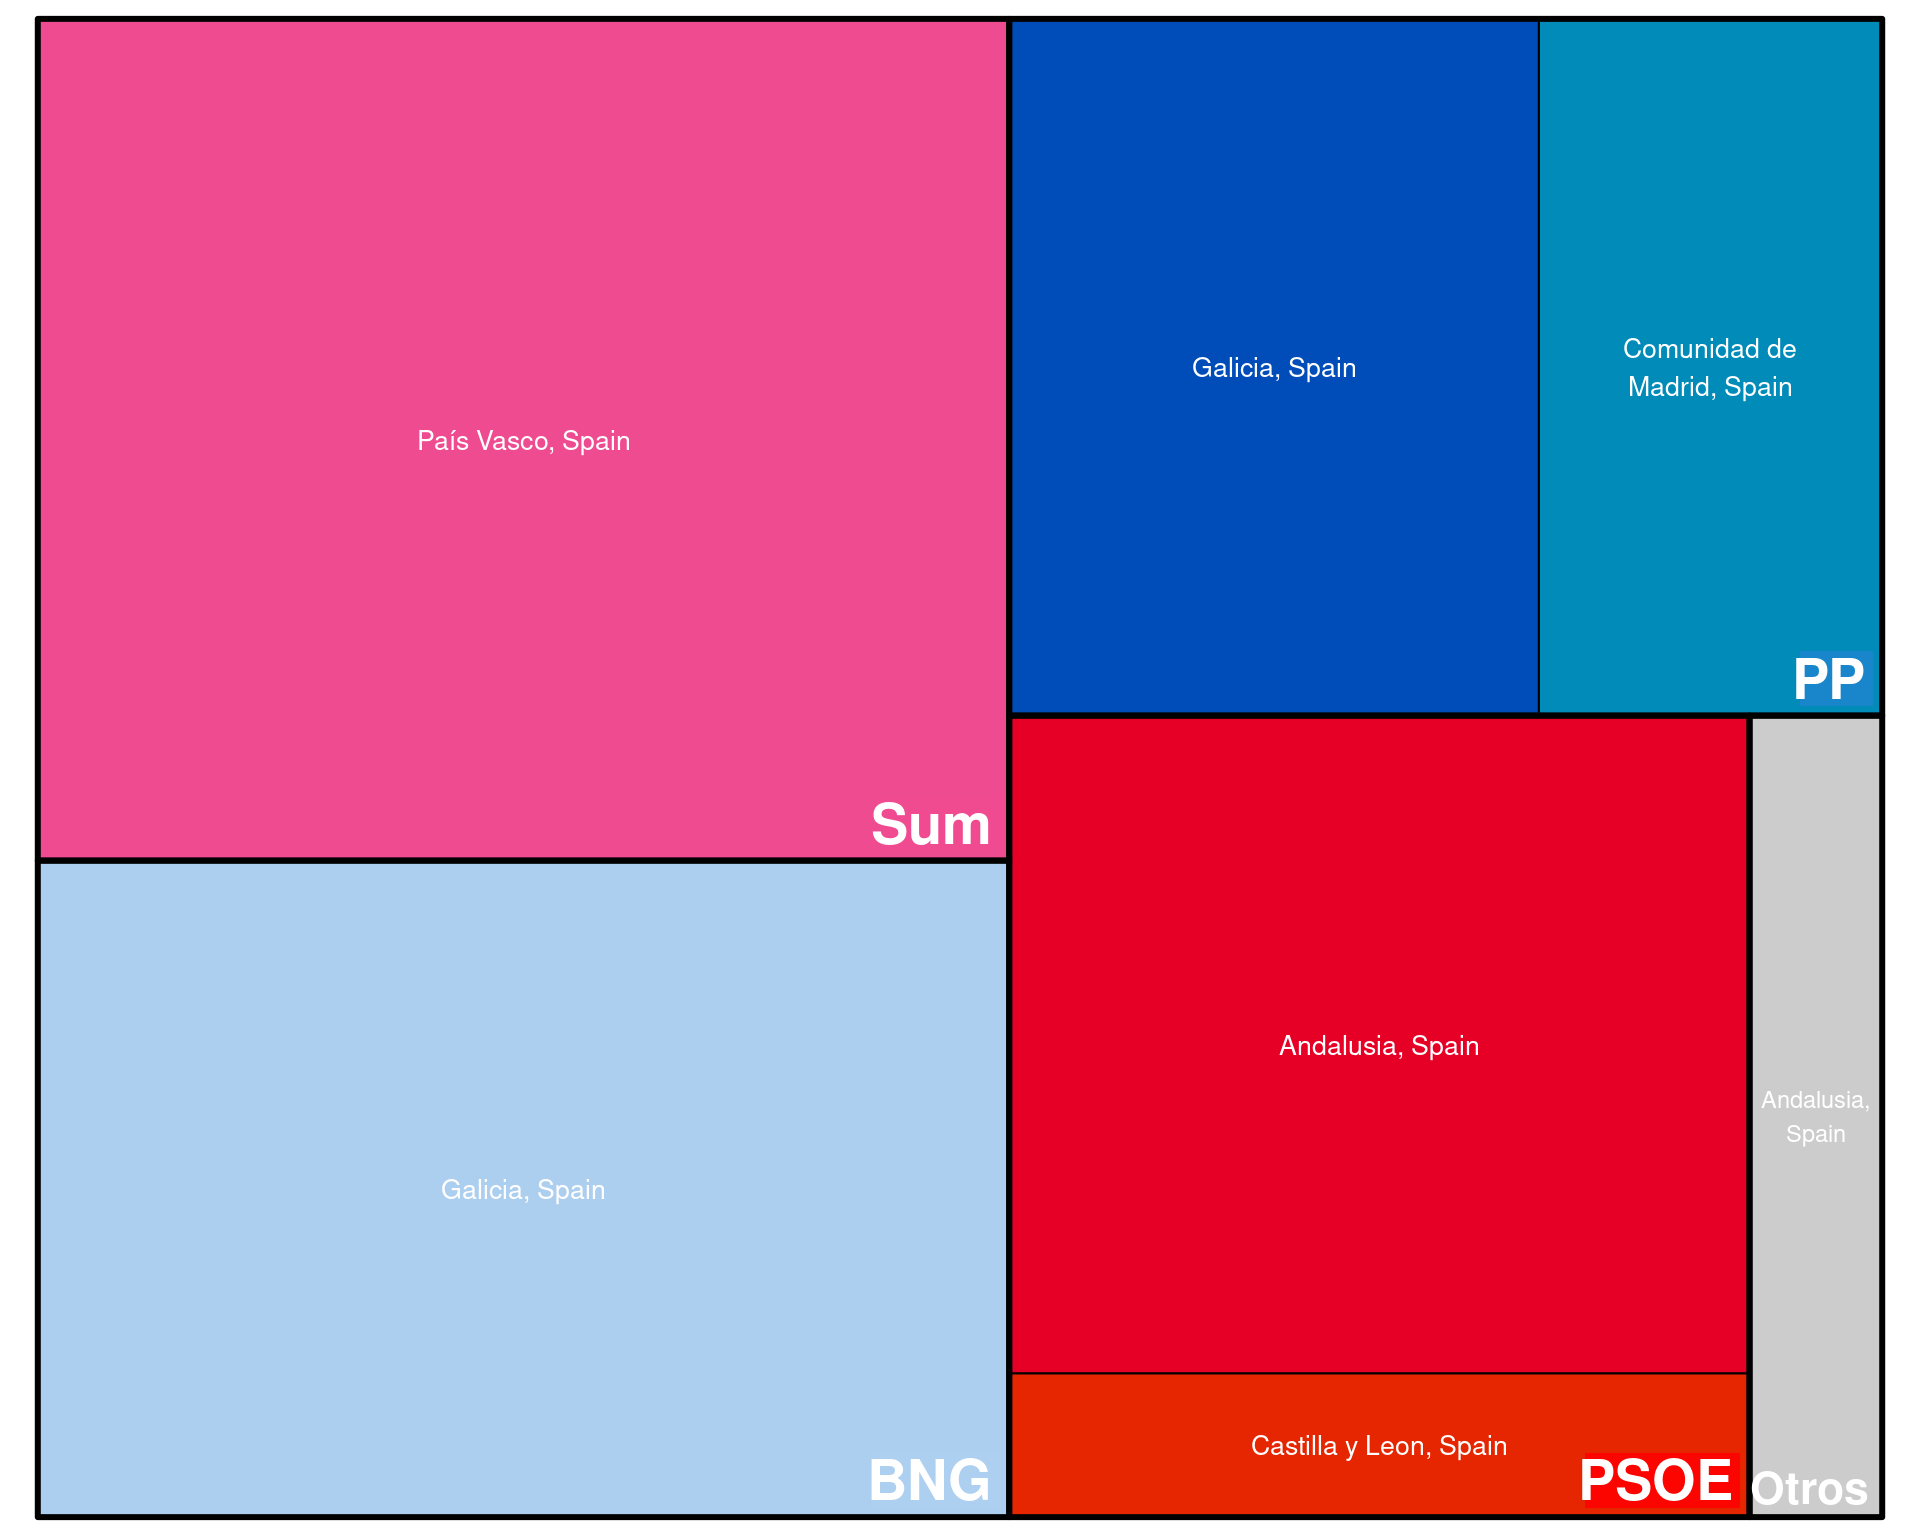 País Vasco, Spain
Sum
Galicia, Spain
BNG
Galicia, Spain
Comunidad de
Madrid, Spain
PP
Andalusia, Spain
Castilla y Leon, Spain
PSOE
Andalusia,
Spain
Otros